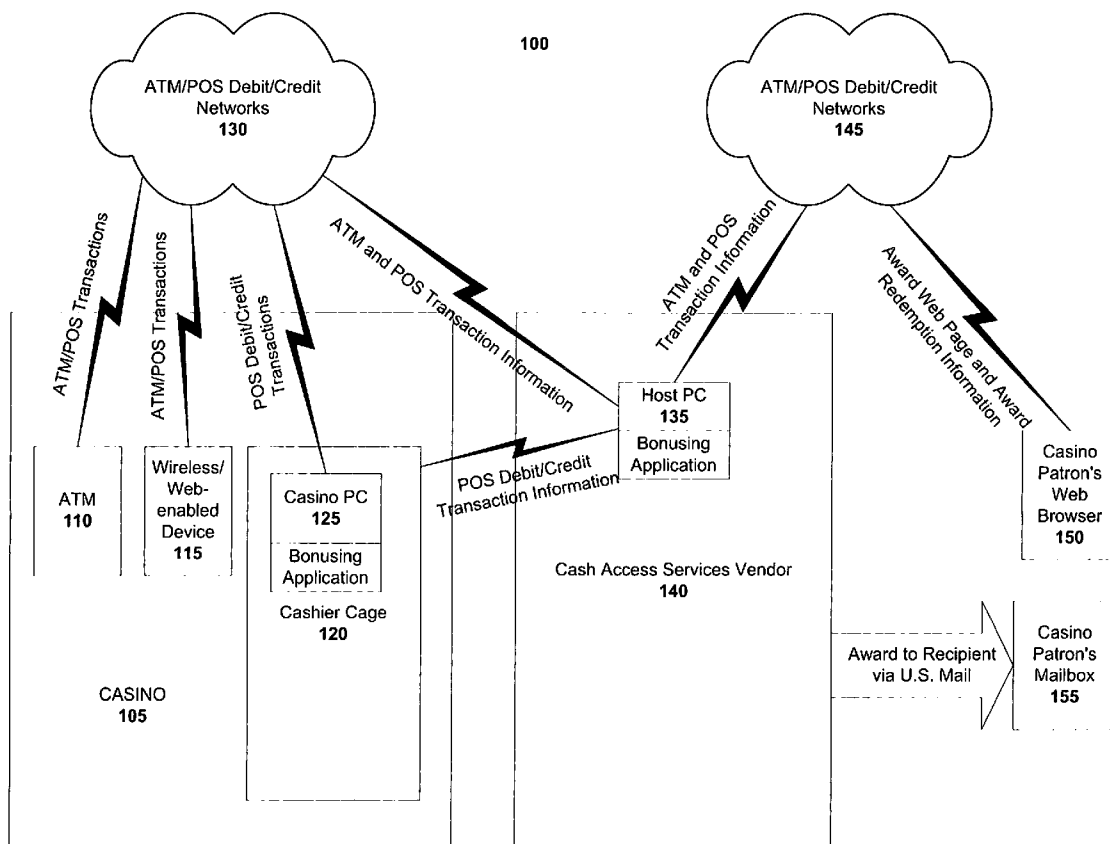 100
ATM/POS Debit/Credit
Networks
130
ATM/POS Debit/Credit
Networks
145
ATM/POS Transactions
ATM/POS Transactions
POS Debit/Credit
Transactions
ATM and POS Transaction Information
ATM and POS
Transaction Information
Award Web Page and Award
Redemption Information
POS Debit/Credit
Transaction Information
ATM
110
Wireless/
Web-
enabled
Device
115
Casino PC
125
Bonusing
Application
Cashier Cage
120
CASINO
105
Host PC
135
Bonusing
Application
Cash Access Services Vendor
140
Casino
Patron's
Web
Browser
150
Award to Recipient
via U.S. Mail
Casino
Patron's
Mailbox
155